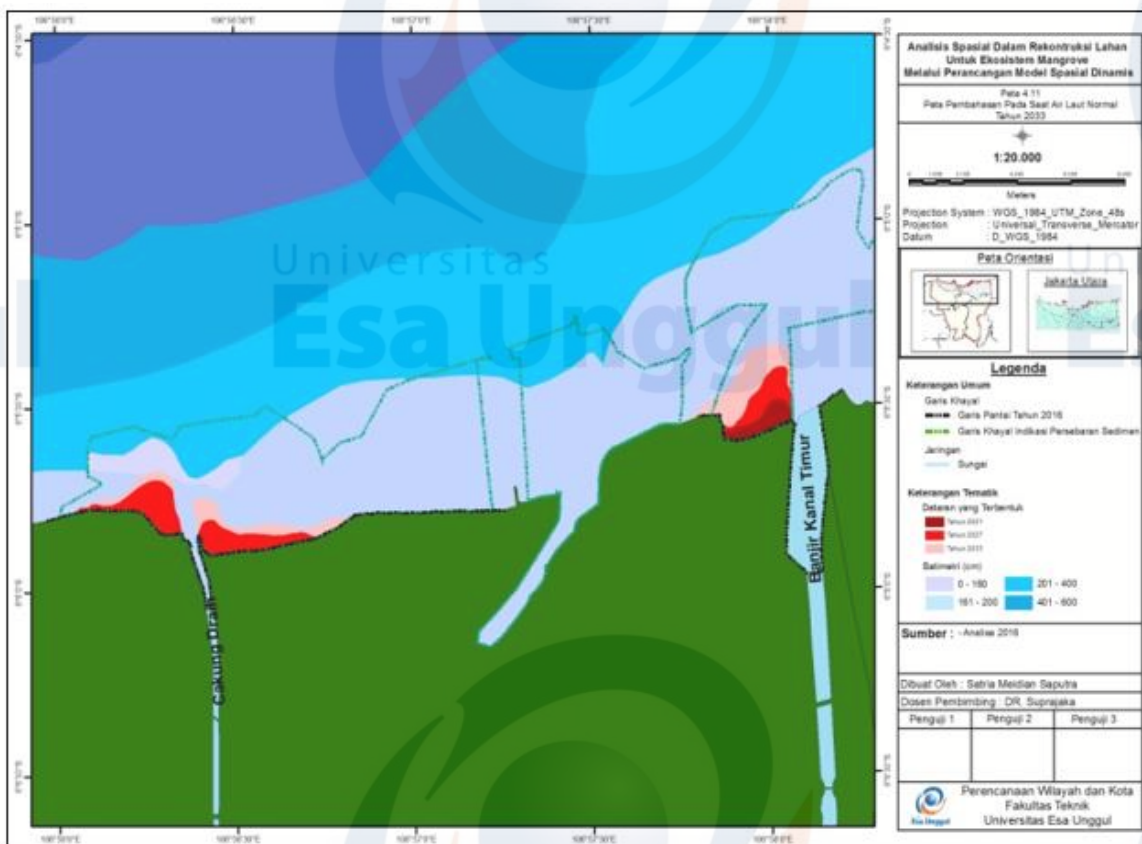 Analisis Spasial Dalam Rekontruksi Lahan
Untuk Ekosistem Mangrove
Melalui Perancangan Model Spasial Dinamis
Peta 4.11
Peta Pembahasan Pada Saat Air Laut Normal
Tahun 2033
1:20.000
Meters
Projection System : WGS_1984_UTM_Zone_48s
Projection : Universal_Transverse_Mercator
Datum : D_WGS_1984
Peta Orientasi
Jakarta Utara
Legenda
Keterangan Umum
Garis Khayal
Garis Pantai Tahun 2016
Garis Khayal Indikasi Persebaran Sedimen
Jaringan
Sungai
Keterangan Tematik
Dataran yang Terbentuk
Tahun 2021
Tahun 2027
Tahun 2033
Batimetri (cm)
0 - 160
201 - 400
161 - 200
401 - 600
Sumber : -Analisa 2016
Dibuat Oleh : Satria Meidian Saputra
Dosen Pembimbing : DR. Suprajaka
Penguji 1
Penguji 2
Penguji 3
Esa Unggul
Perencanaan Wilayah dan Kota
Fakultas Teknik
Universitas Esa Unggul
Cakung Drain
Banjir Kanal Timur
Universitas
Esa Unggul